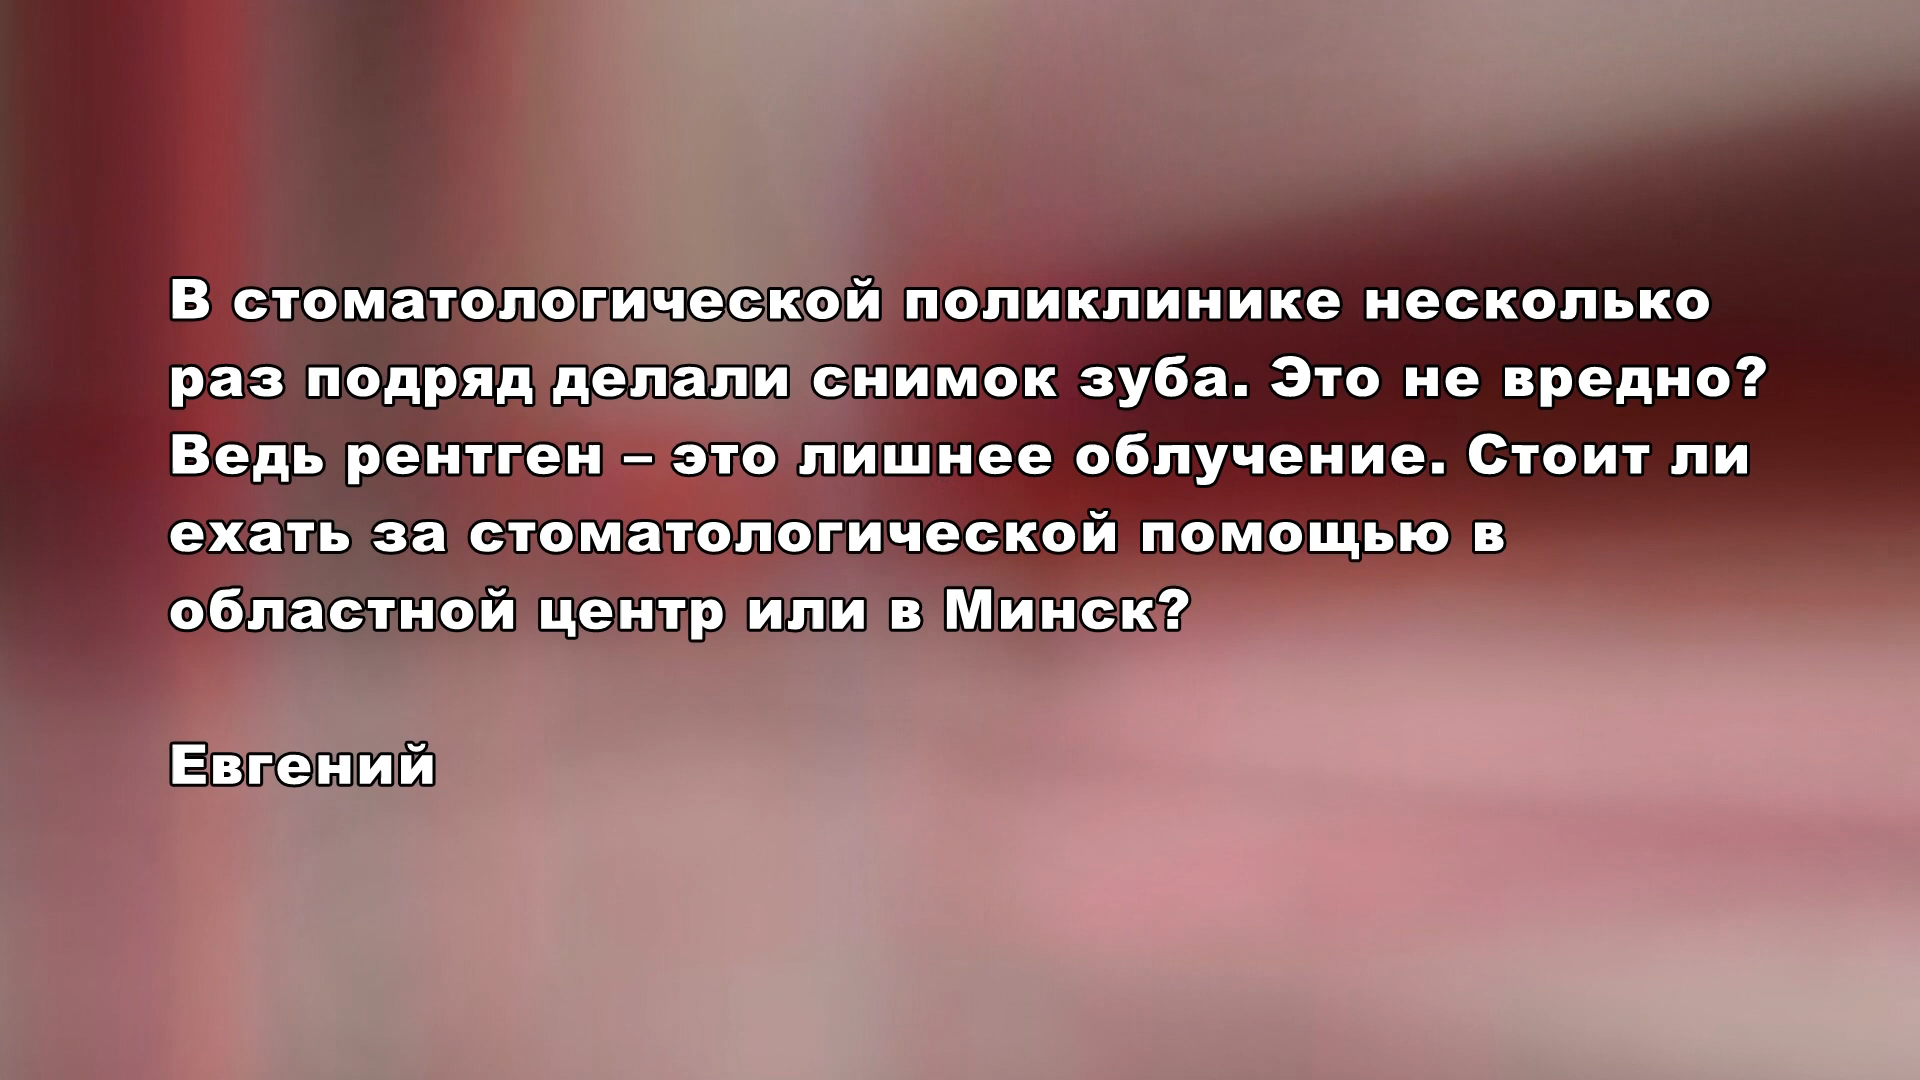 В стоматологической поликлинике несколько
раз подряд делали снимок зуба. Это не вредно?
Ведь рентген – это лишнее облучение. Стоит ли
ехать за стоматологической помощью в
областной центр или в Минск?
Евгений